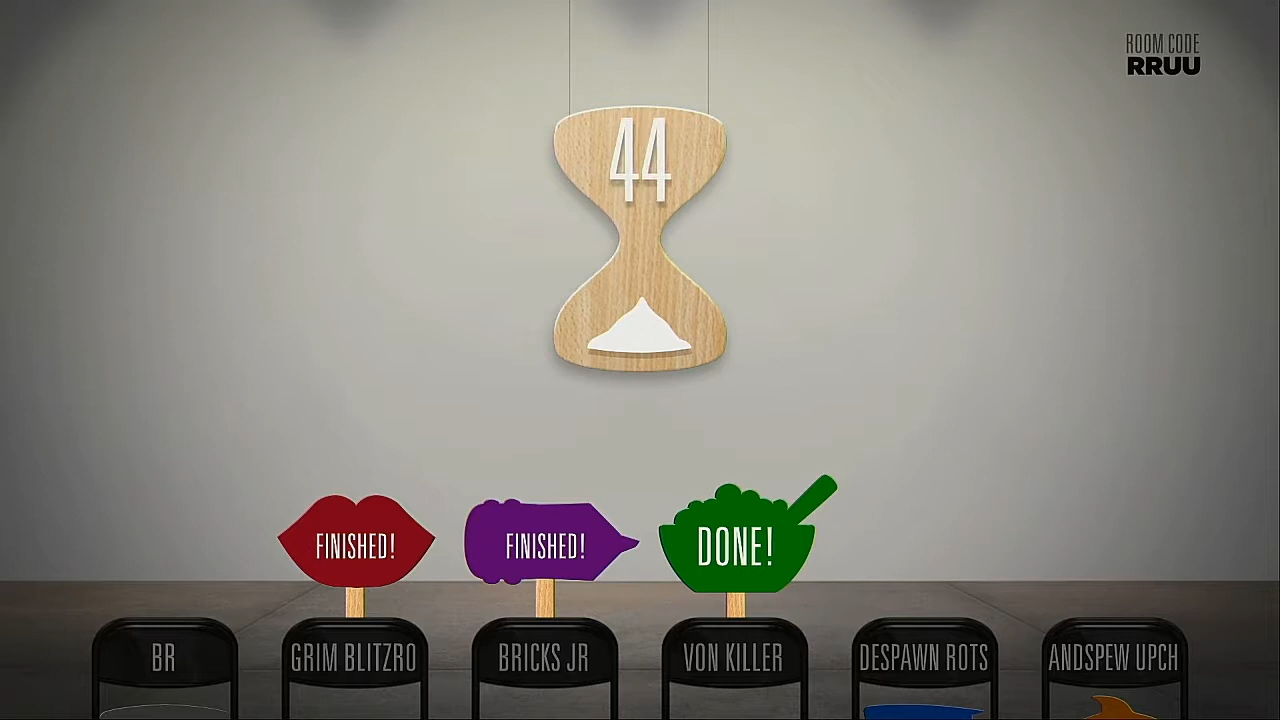 ROOM CODE
RRUU
44
FINISHED!
FINISHED!
DONE!
BR
GRIM BLITZRO
BRICKS JR
VON KILLER
DESPAWN ROTS
ANDSPEW UPCH